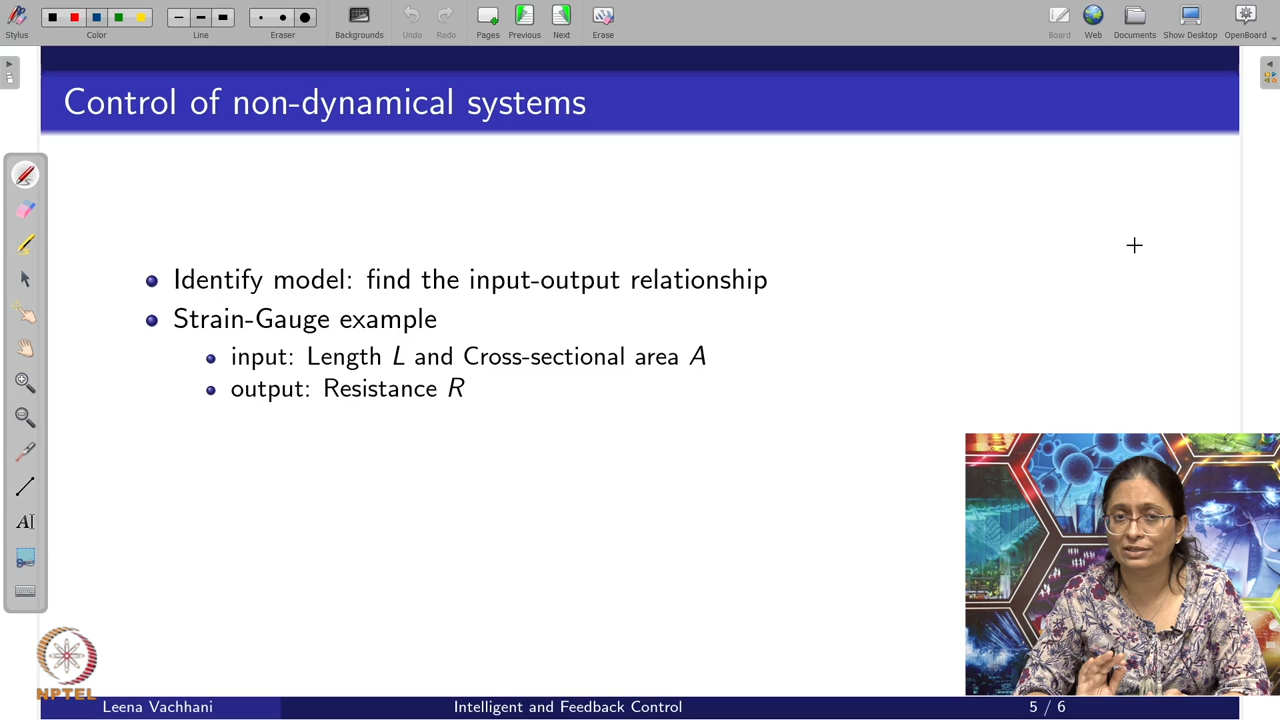 Stylus
Color
Line
Eraser
Backgrounds
Undo
Redo
Pages
Previous
Next
Erase
Board
Web
Documents
Show Desktop
OpenBoard
Control of non-dynamical systems
Identify model: find the input-output relationship
Strain-Gauge example
input: Length L and Cross-sectional area A
output: Resistance R
A
NPTEL
Leena Vachhani
Intelligent and Feedback Control
5 / 6